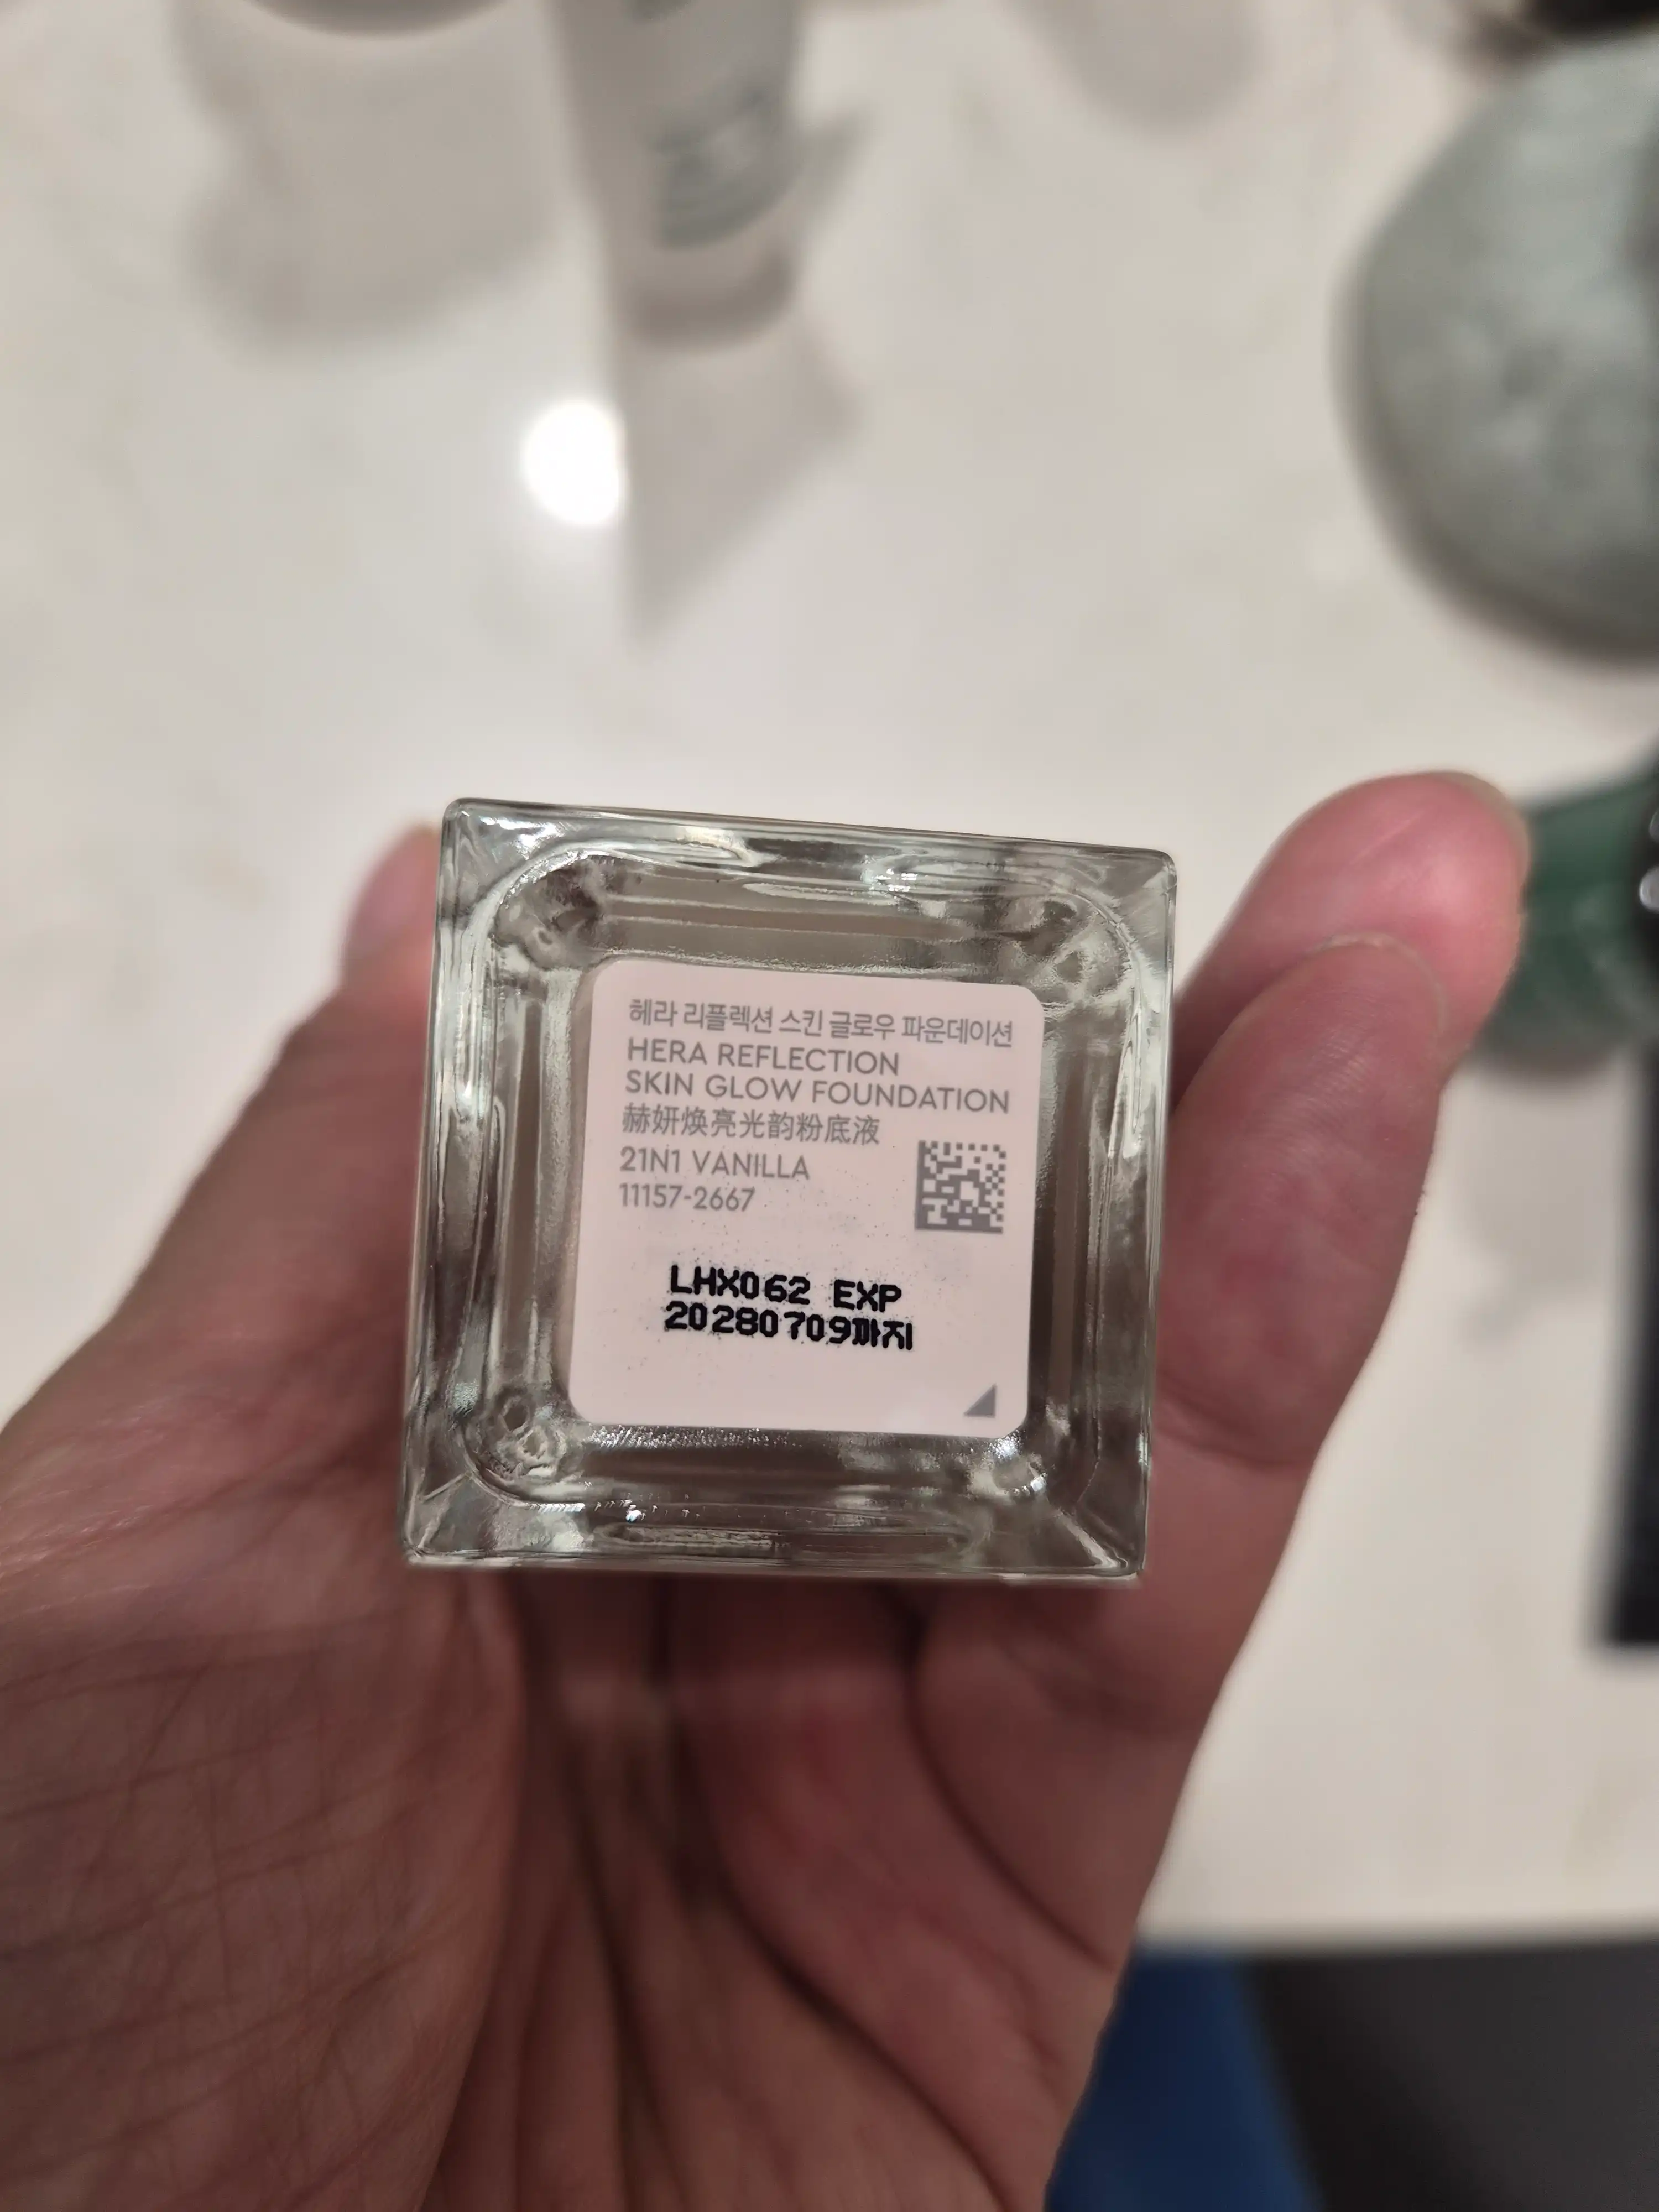 헤라 리플렉션 스킨 글로우 파운데이션
HERA REFLECTION
SKIN GLOW FOUNDATION
赫妍焕亮光韵粉底液
21N1 VANILLA
11157-2667
LHX062 EXP
20280709까지